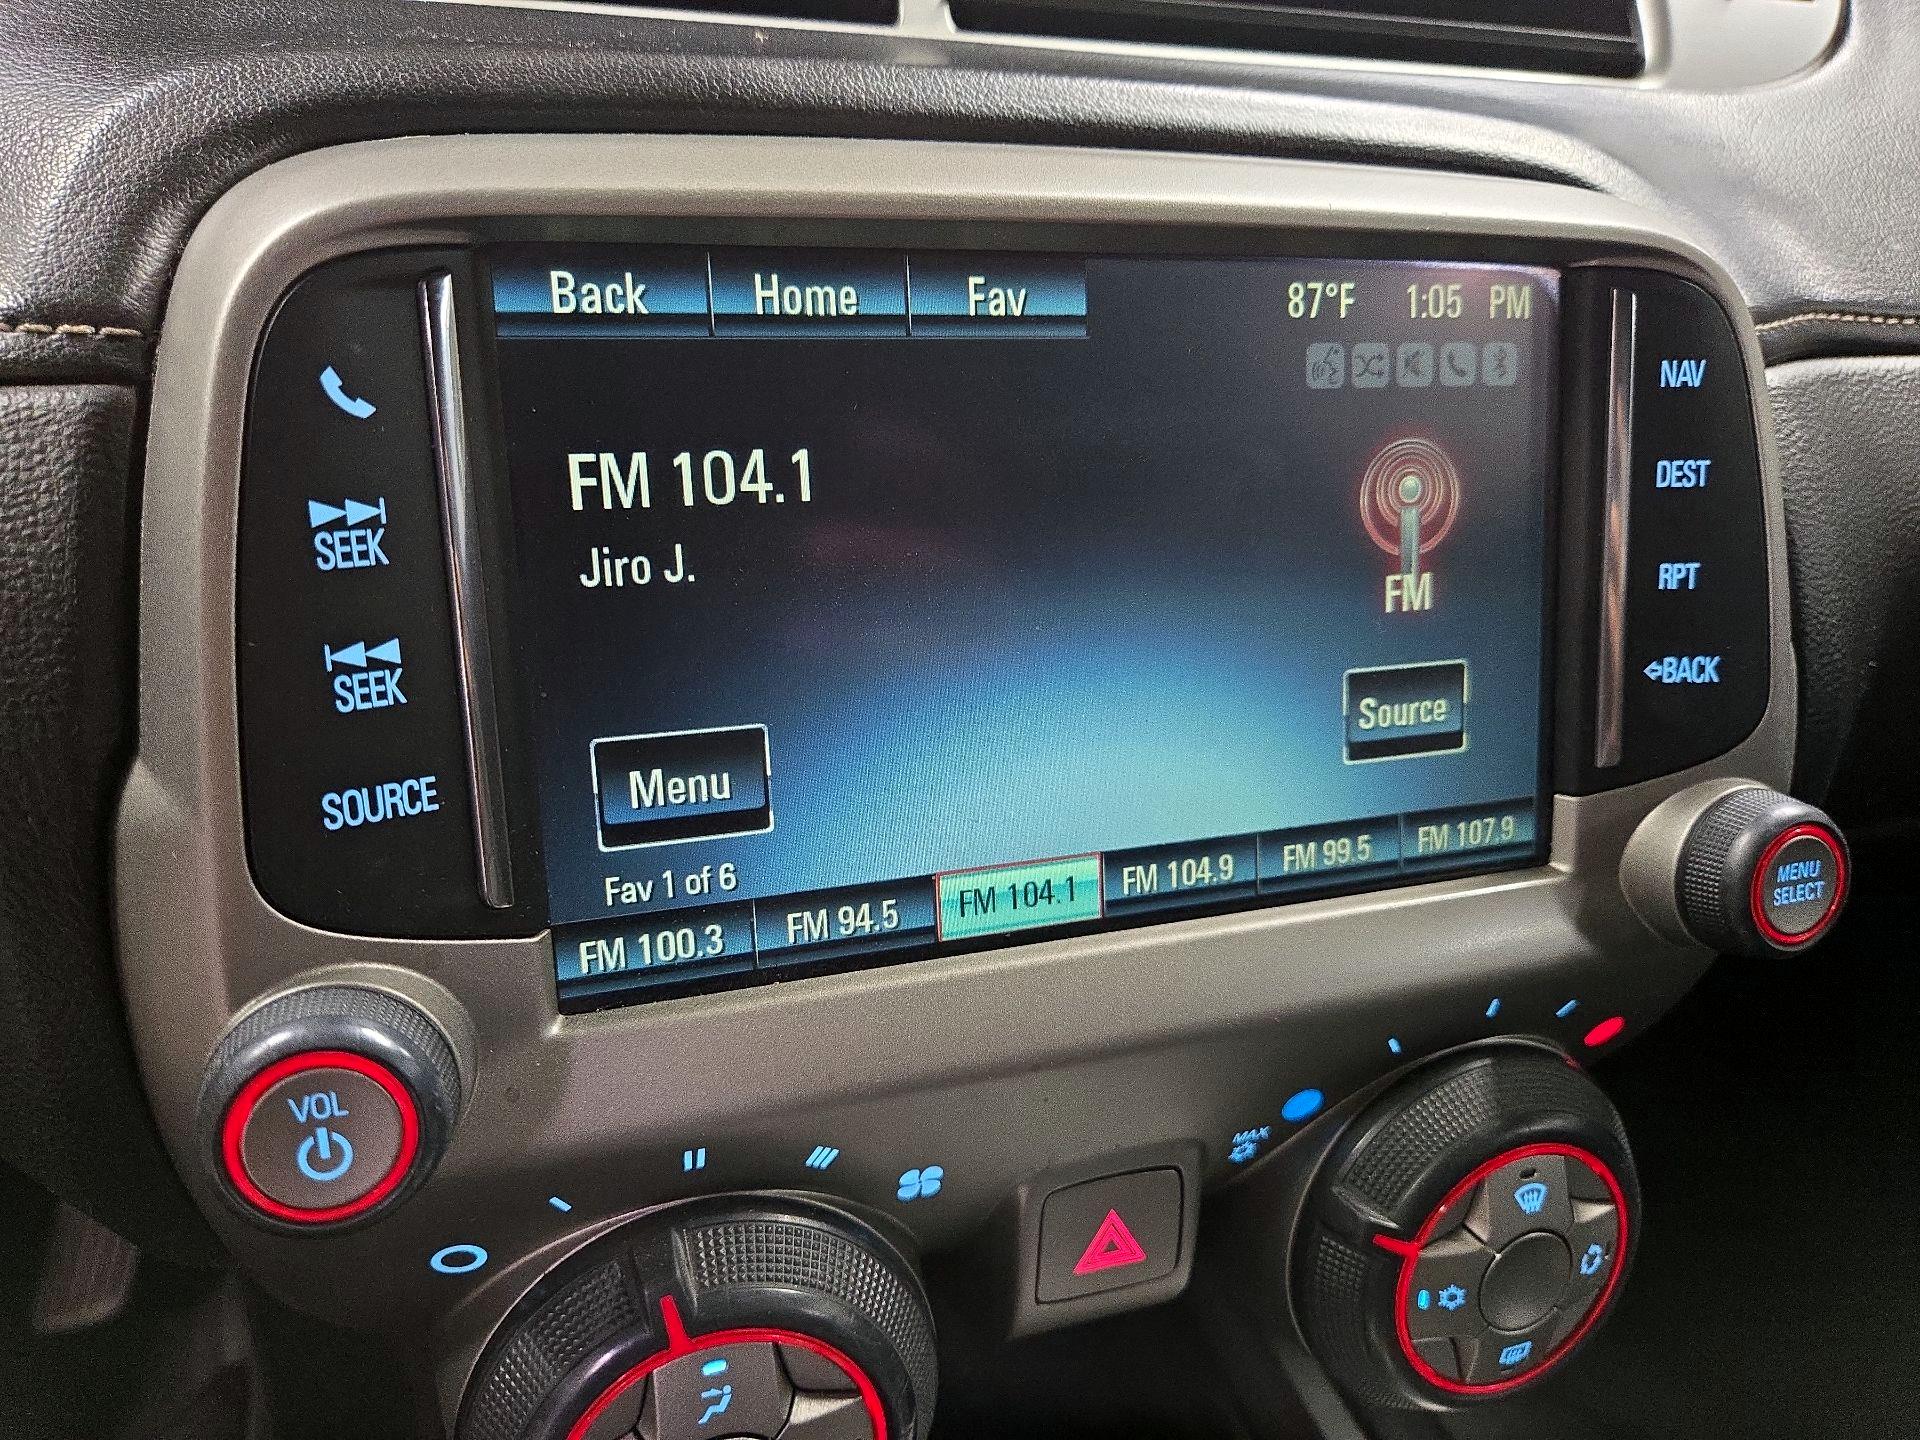 Back Home Fav 87°F 1:05 PM
FM 104.1
Jiro J.
FM
Source
Menu
Fav 1 of 6
FM 100.3 FM 94.5 FM 104.1 FM 104.9 FM 99.5 FM 107.9
SEEK
SEEK
SOURCE
NAV
DEST
RPT
BACK
MENU
SELECT
VOL
MAX